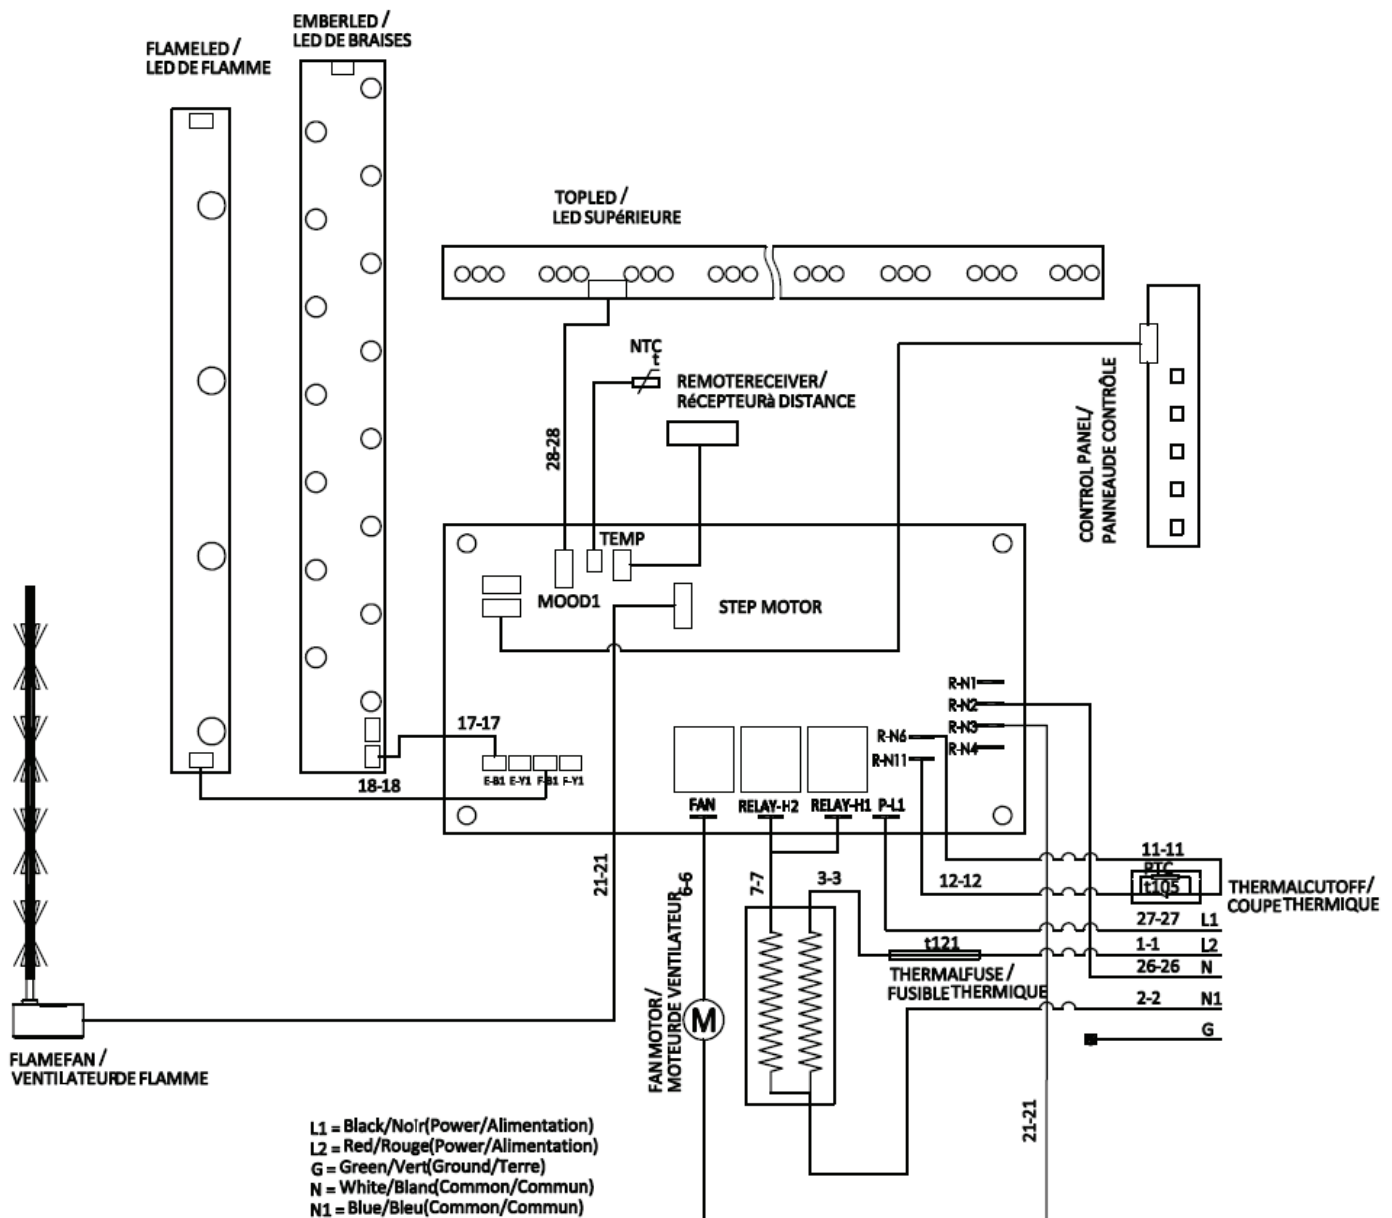 EMBERLED /
LED DE BRAISES
FLAMELED /
LED DE FLAMME
TOPLED /
LED SUPéRIEURE
NTC
t
REMOTERECEIVER/
RéCEPTEURà DISTANCE
CONTROL PANEL/
PANNEAUDE CONTRÔLE
28-28
TEMP
MOOD1
STEP MOTOR
R-N1
R-N2
R-N3
R-N4
R-N6
R-N11
17-17
18-18
E-B1 E-Y1 F-B1 F-Y1
FAN
RELAY-H2
RELAY-H1
P-L1
21-21
6-6
7-7
3-3
12-12
11-11
PTC
t105
THERMALCUTOFF/
COUPETHERMIQUE
27-27 L1
1-1 L2
26-26 N
2-2 N1
G
t121
THERMALFUSE/
FUSIBLETHERMIQUE
FAN MOTOR/
MOTEURDE VENTILATEUR
M
FLAMEFAN /
VENTILATEURDE FLAMME
21-21
L1 = Black/Noir(Power/Alimentation)
L2 = Red/Rouge(Power/Alimentation)
G = Green/Vert(Ground/Terre)
N = White/Blanc(Common/Commun)
N1 = Blue/Bleu(Common/Commun)